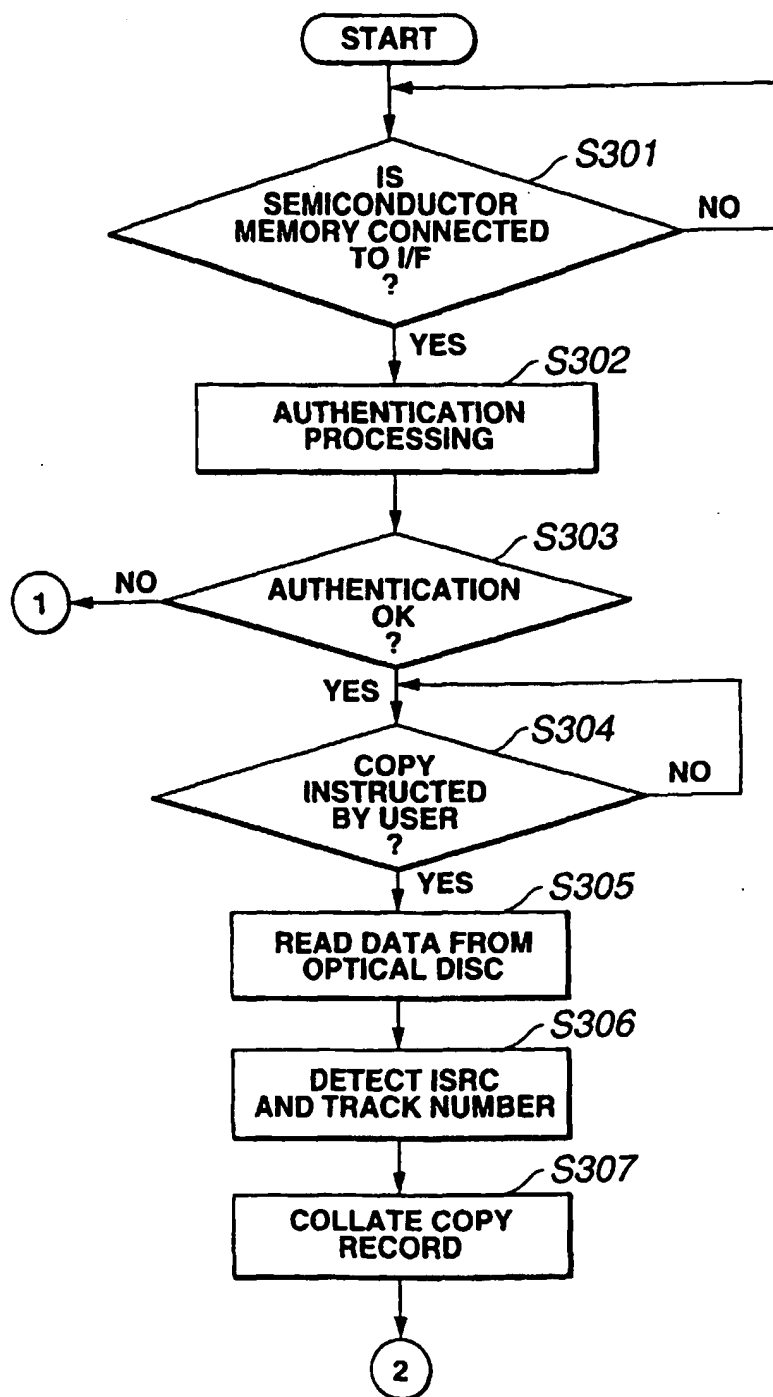 START
S301
IS
SEMICONDUCTOR
MEMORY CONNECTED
TO I/F
?
NO
YES
S302
AUTHENTICATION
PROCESSING
S303
NO
1
AUTHENTICATION
OK
?
YES
S304
COPY
INSTRUCTED
BY USER
?
NO
YES
S305
READ DATA FROM
OPTICAL DISC
S306
DETECT ISRC
AND TRACK NUMBER
S307
COLLATE COPY
RECORD
2